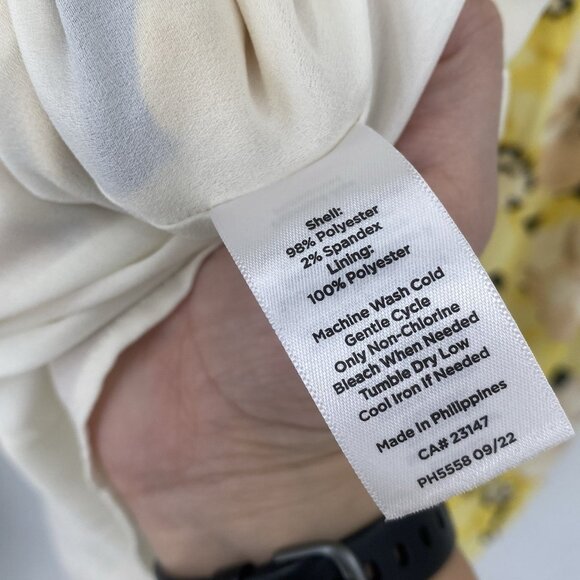 Shell:
98% Polyester
2% Spandex
Lining:
100% Polyester
Machine Wash Cold
Gentle Cycle
Only Non-Chlorine
Bleach When Needed
Tumble Dry Low
Cool Iron If Needed
Made In Philippines
CA# 23147
PH5558 09/22